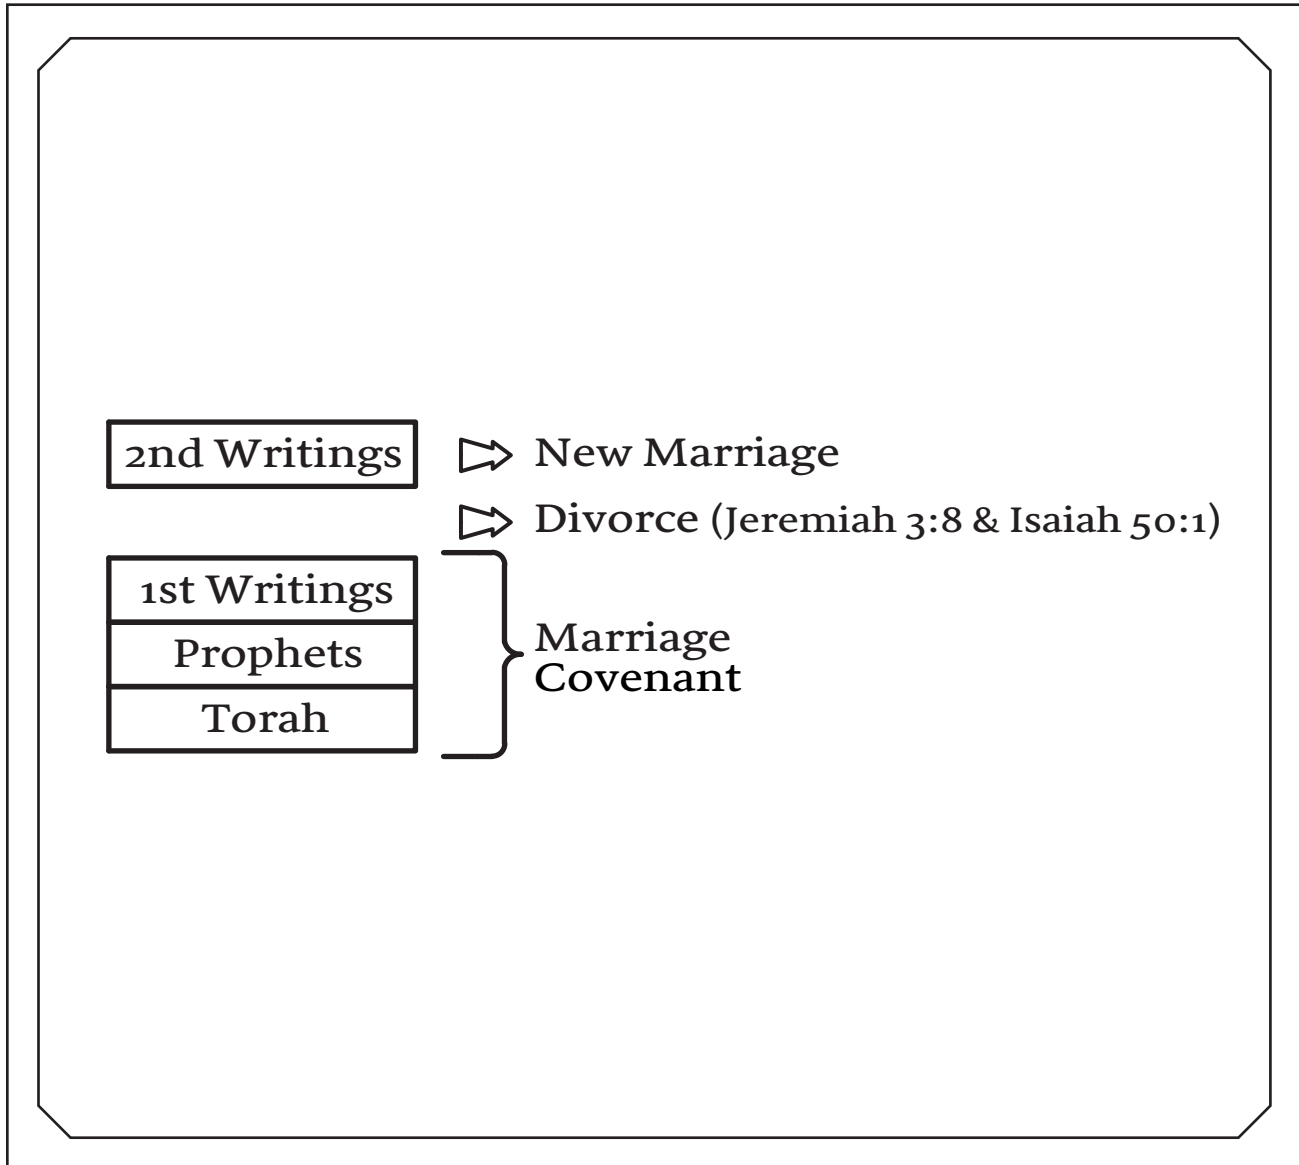 2nd Writings
New Marriage
Divorce (Jeremiah 3:8 & Isaiah 50:1)
1st Writings
Prophets
Torah
Marriage
Covenant